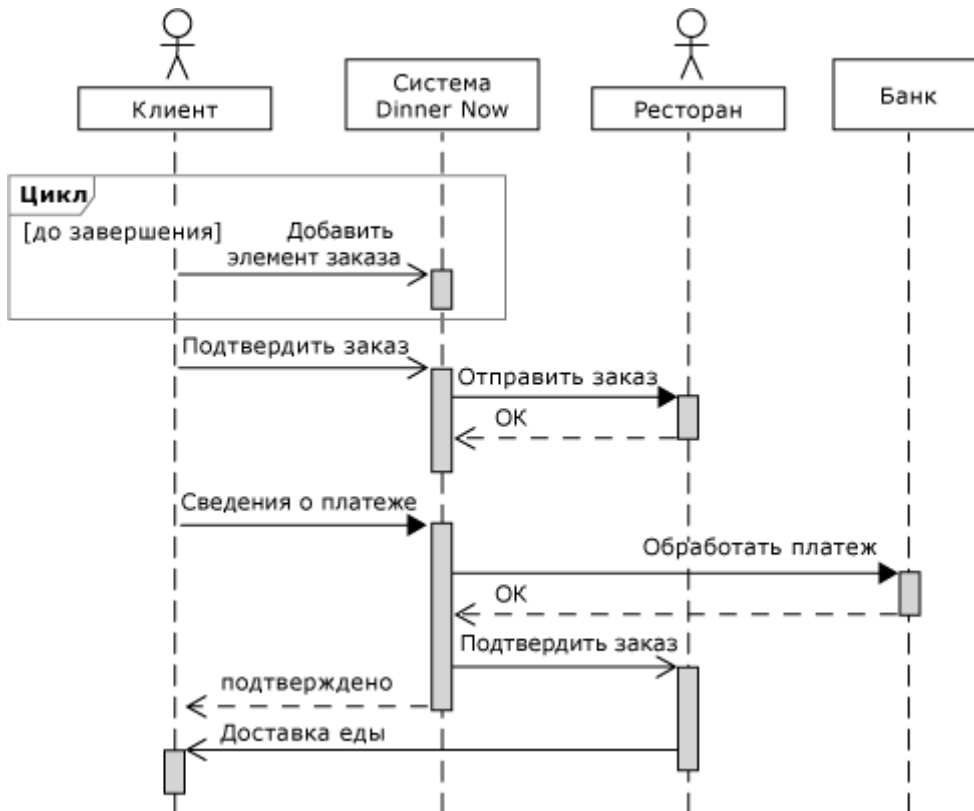 Клиент
Система
Dinner Now
Ресторан
Банк
Цикл
[до завершения]
Добавить
элемент заказа
Подтвердить заказ
Отправить заказ
ОК
Сведения о платеже
Обработать платеж
ОК
Подтвердить заказ
подтверждено
Доставка еды